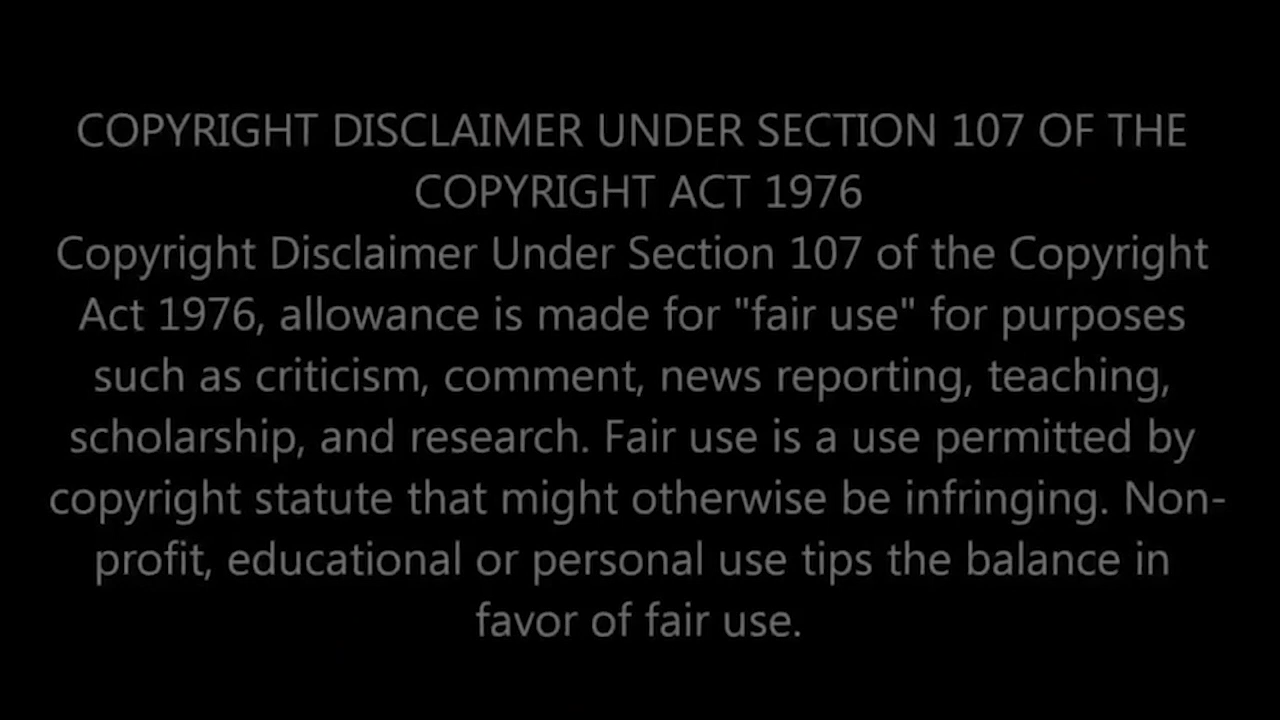 COPYRIGHT DISCLAIMER UNDER SECTION 107 OF THE
COPYRIGHT ACT 1976
Copyright Disclaimer Under Section 107 of the Copyright
Act 1976, allowance is made for "fair use" for purposes
such as criticism, comment, news reporting, teaching,
scholarship, and research. Fair use is a use permitted by
copyright statute that might otherwise be infringing. Non-
profit, educational or personal use tips the balance in
favor of fair use.